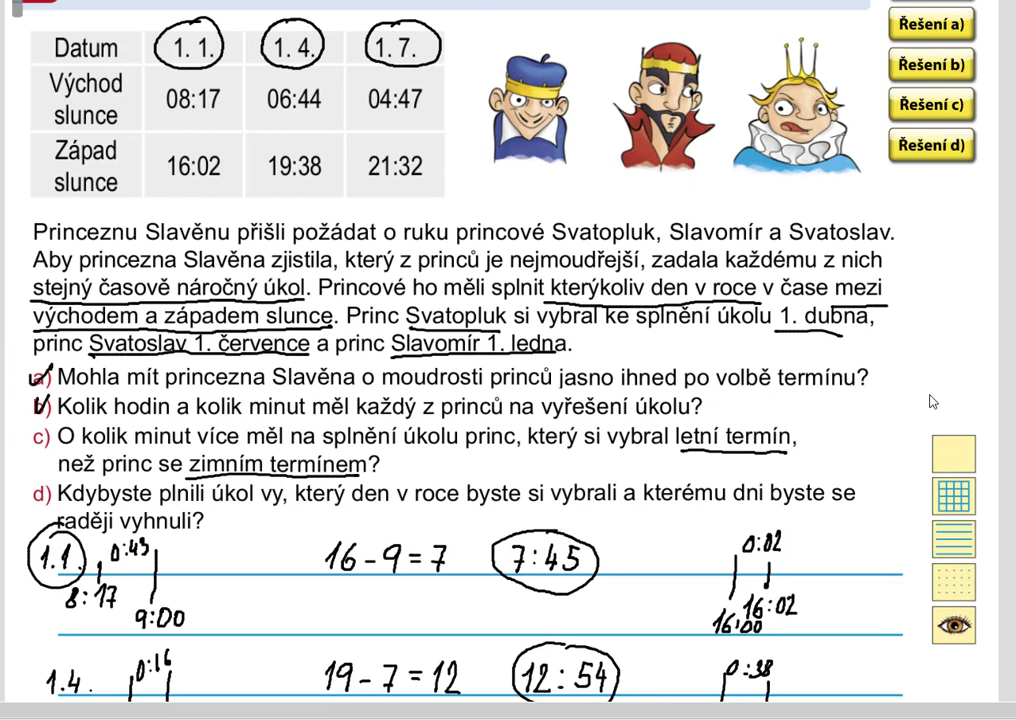 Řešení a)
Řešení b)
Řešení c)
Řešení d)
Datum 1. 1. 1. 4. 1. 7.
Východ slunce 08:17 06:44 04:47
Západ slunce 16:02 19:38 21:32
Princeznu Slavěnu přišli požádat o ruku princové Svatopluk, Slavomír a Svatoslav.
Aby princezna Slavěna zjistila, který z princů je nejmoudřejší, zadala každému z nich
stejný časově náročný úkol. Princové ho měli splnit kterýkoliv den v roce v čase mezi
východem a západem slunce. Princ Svatopluk si vybral ke splnění úkolu 1. dubna,
princ Svatoslav 1. července a princ Slavomír 1. ledna.
a) Mohla mít princezna Slavěna o moudrosti princů jasno ihned po volbě termínu?
b) Kolik hodin a kolik minut měl každý z princů na vyřešení úkolu?
c) O kolik minut více měl na splnění úkolu princ, který si vybral letní termín,
než princ se zimním termínem?
d) Kdybyste plnili úkol vy, který den v roce byste si vybrali a kterému dni byste se
raději vyhnuli?
1.1. 0:43 16-9=7 7:45 0:02
8:17 9:00 16:00 16:02
1.4. 0:16 19-7=12 12:54 0:38